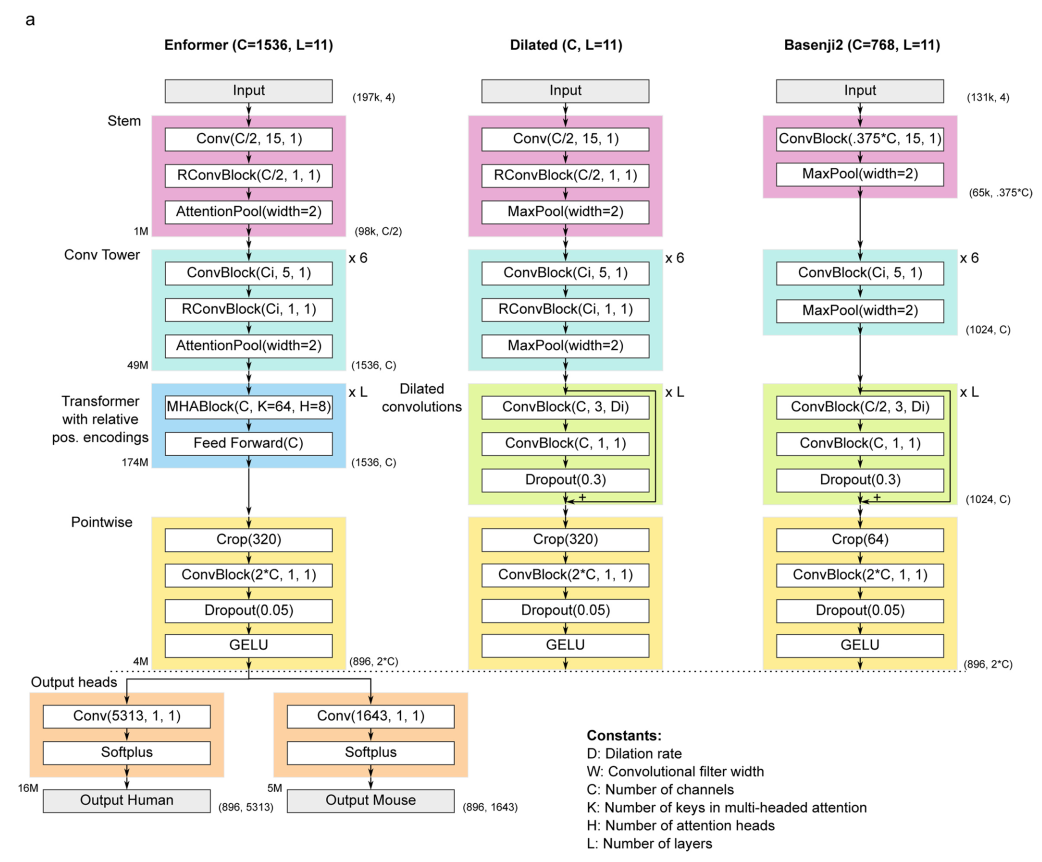 a
Enformer (C=1536, L=11)
Input
(197k, 4)
Stem
Conv(C/2, 15, 1)
RConvBlock(C/2, 1, 1)
AttentionPool(width=2)
1M
(98k, C/2)
Conv Tower
x 6
ConvBlock(Ci, 5, 1)
RConvBlock(Ci, 1, 1)
AttentionPool(width=2)
49M
(1536, C)
Transformer
with relative
pos. encodings
x L
MHABlock(C, K=64, H=8)
Feed Forward(C)
174M
(1536, C)
Pointwise
Crop(320)
ConvBlock(2*C, 1, 1)
Dropout(0.05)
GELU
4M
(896, 2*C)
Output heads
Conv(5313, 1, 1)
Softplus
16M
Output Human
(896, 5313)
Conv(1643, 1, 1)
Softplus
5M
Output Mouse
(896, 1643)
Dilated (C, L=11)
Input
Conv(C/2, 15, 1)
RConvBlock(C/2, 1, 1)
MaxPool(width=2)
x 6
ConvBlock(Ci, 5, 1)
RConvBlock(Ci, 1, 1)
MaxPool(width=2)
Dilated
convolutions
x L
ConvBlock(C, 3, Di)
ConvBlock(C, 1, 1)
Dropout(0.3)
+
Crop(320)
ConvBlock(2*C, 1, 1)
Dropout(0.05)
GELU
Basenji2 (C=768, L=11)
Input
(131k, 4)
ConvBlock(.375*C, 15, 1)
MaxPool(width=2)
(65k, .375*C)
x 6
ConvBlock(Ci, 5, 1)
MaxPool(width=2)
(1024, C)
x L
ConvBlock(C/2, 3, Di)
ConvBlock(C, 1, 1)
Dropout(0.3)
+
(1024, C)
Crop(64)
ConvBlock(2*C, 1, 1)
Dropout(0.05)
GELU
(896, 2*C)
Constants:
D: Dilation rate
W: Convolutional filter width
C: Number of channels
K: Number of keys in multi-headed attention
H: Number of attention heads
L: Number of layers